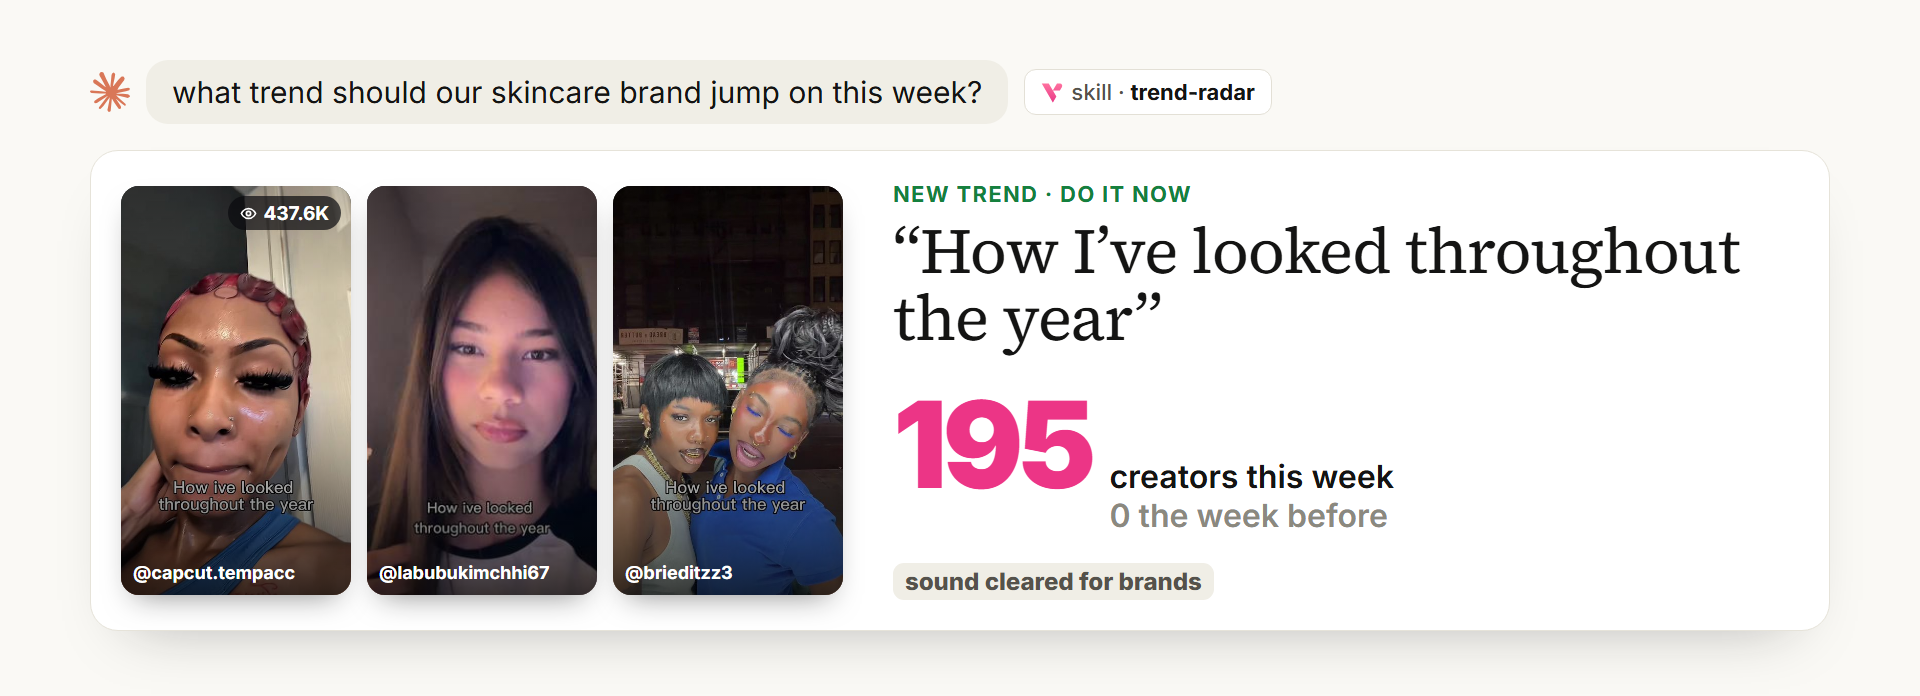 what trend should our skincare brand jump on this week?
skill · trend-radar
437.6K
How ive looked
throughout the year
@capcut.tempacc
How ive looked
throughout the year
@labubukimchhi67
How ive looked
throughout the year
@brieditzz3
NEW TREND · DO IT NOW
“How I’ve looked throughout
the year”
195
creators this week
0 the week before
sound cleared for brands